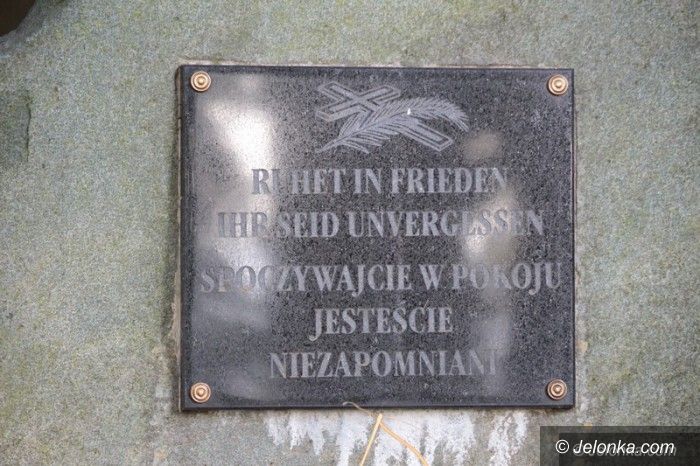 RUHET IN FRIEDEN
IHR SEID UNVERGESSEN
SPOCZYWAJCIE W POKOJU
JESTEŚCIE
NIEZAPOMNIANI
© Jelonka.com